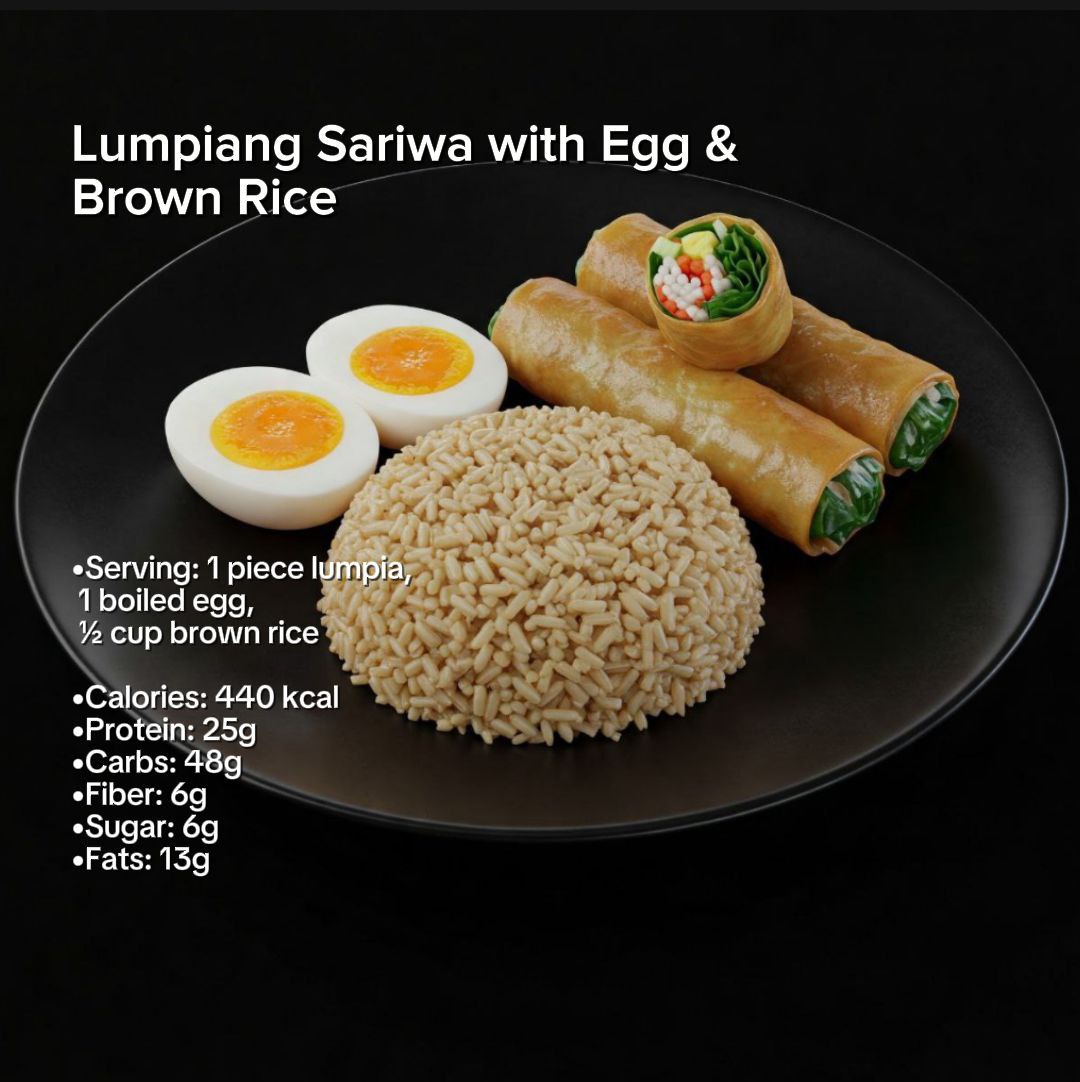 Lumpiang Sariwa with Egg &
Brown Rice
•Serving: 1 piece lumpia,
1 boiled egg,
½ cup brown rice
•Calories: 440 kcal
•Protein: 25g
•Carbs: 48g
•Fiber: 6g
•Sugar: 6g
•Fats: 13g